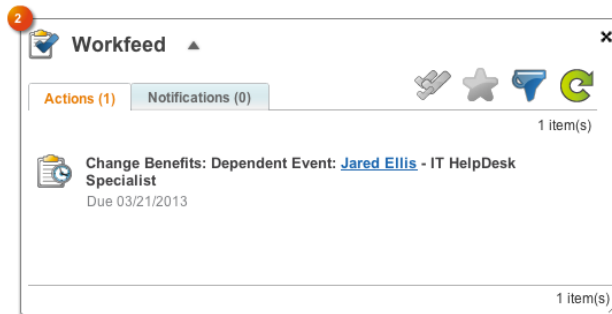 2
Workfeed
Actions (1) Notifications (0)
1 item(s)
Change Benefits: Dependent Event: Jared Ellis - IT HelpDesk
Specialist
Due 03/21/2013
1 item(s)